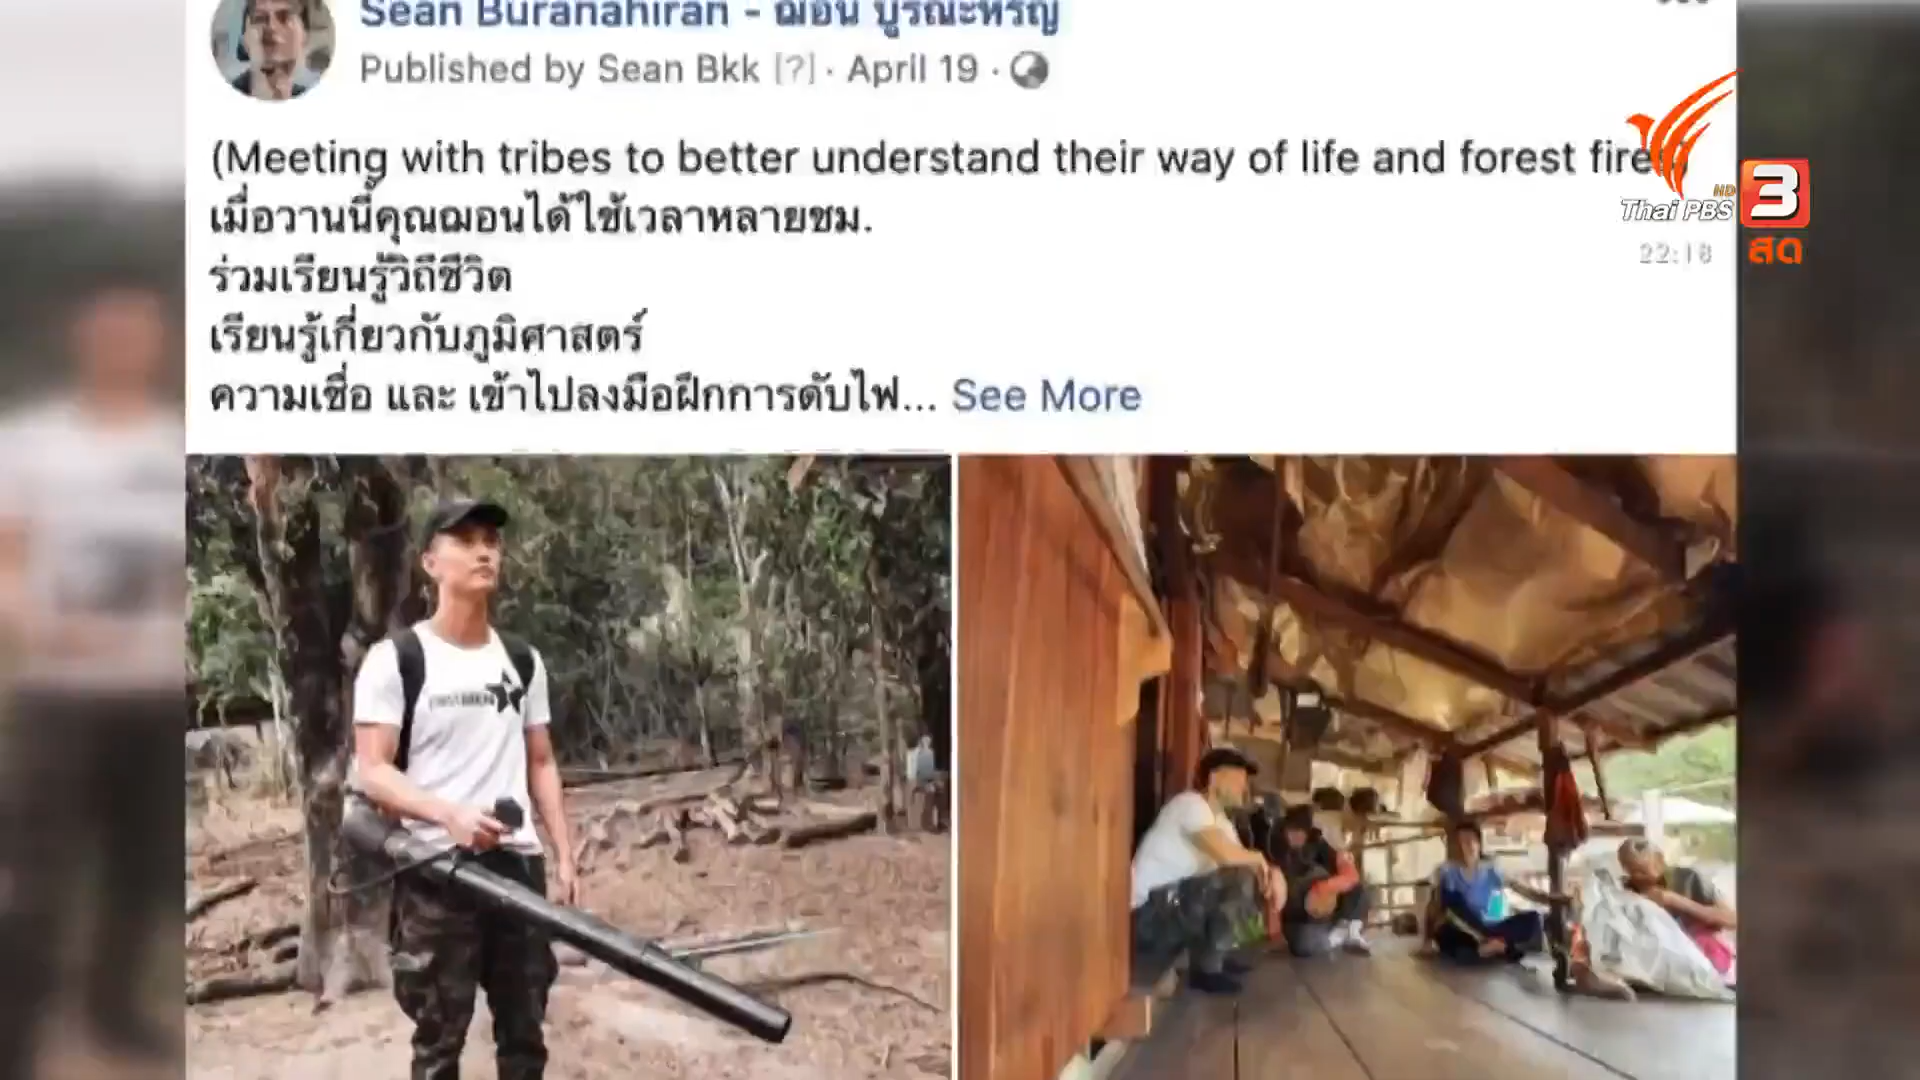 Sean Buranahiran - ฌอน บูรณะหิรัญ
Published by Sean Bkk [?] · April 19 ·
(Meeting with tribes to better understand their way of life and forest fires)
เมื่อวานนี้คุณฌอนได้ใช้เวลาหลายชม.
ร่วมเรียนรู้วิถีชีวิต
เรียนรู้เกี่ยวกับภูมิศาสตร์
ความเชื่อ และ เข้าไปลงมือฝึกการดับไฟ... See More
HD
Thai PBS 3
22:18 สด